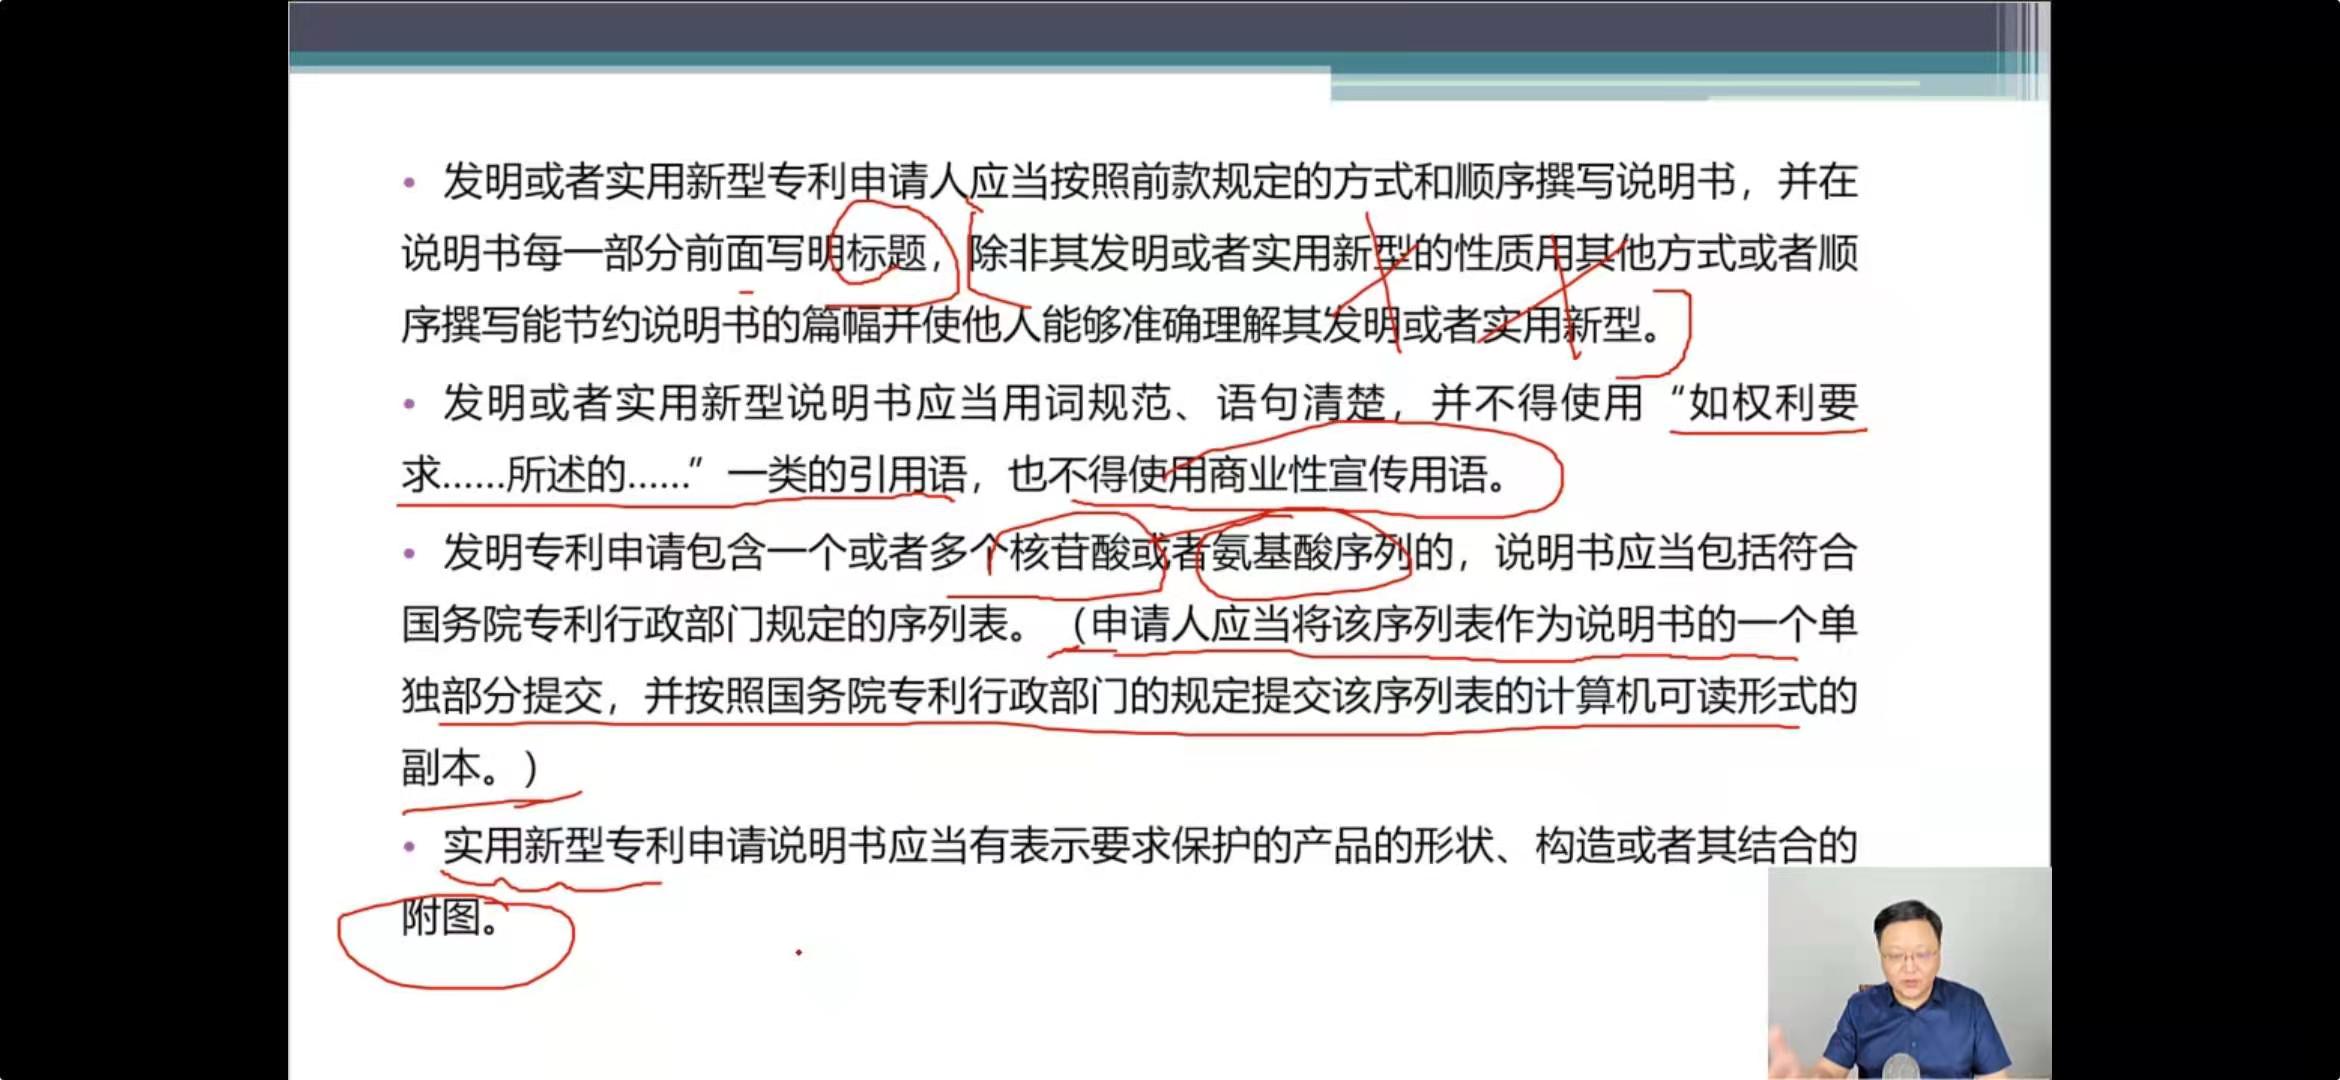 • 发明或者实用新型专利申请人应当按照前款规定的方式和顺序撰写说明书，并在
说明书每一部分前面写明标题，除非其发明或者实用新型的性质用其他方式或者顺
序撰写能节约说明书的篇幅并使他人能够准确理解其发明或者实用新型。
• 发明或者实用新型说明书应当用词规范、语句清楚，并不得使用“如权利要
求……所述的……”一类的引用语，也不得使用商业性宣传用语。
• 发明专利申请包含一个或者多个核苷酸或者氨基酸序列的，说明书应当包括符合
国务院专利行政部门规定的序列表。（申请人应当将该序列表作为说明书的一个单
独部分提交，并按照国务院专利行政部门的规定提交该序列表的计算机可读形式的
副本。）
• 实用新型专利申请说明书应当有表示要求保护的产品的形状、构造或者其结合的
附图。